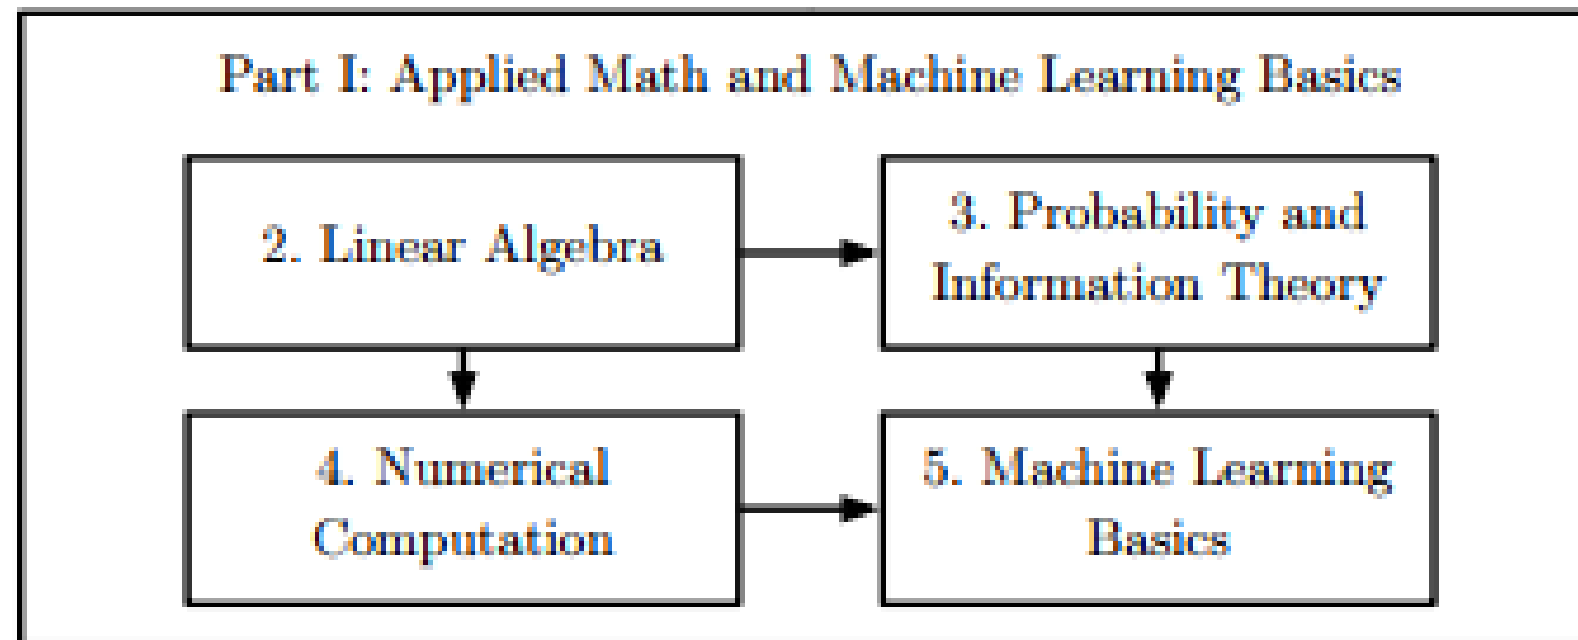 Part I: Applied Math and Machine Learning Basics
2. Linear Algebra
3. Probability and
Information Theory
4. Numerical
Computation
5. Machine Learning
Basics